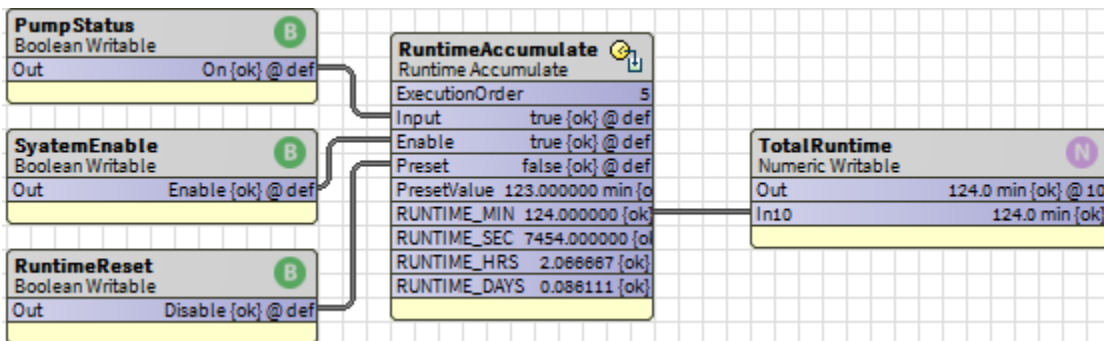 PumpStatus
Boolean Writable
B
Out On {ok} @ def
SyatemEnable
Boolean Writable
B
Out Enable {ok} @ def
RuntimeReset
Boolean Writable
B
Out Disable {ok} @ def
RuntimeAccumulate
Runtime Accumulate
ExecutionOrder 5
Input true {ok} @ def
Enable true {ok} @ def
Preset false {ok} @ def
PresetValue 123.000000 min {o
RUNTIME_MIN 124.000000 {ok}
RUNTIME_SEC 7454.000000 {ol
RUNTIME_HRS 2.066667 {ok}
RUNTIME_DAYS 0.086111 {ok}
TotalRuntime
Numeric Writable
N
Out 124.0 min {ok} @ 10
In10 124.0 min {ok}